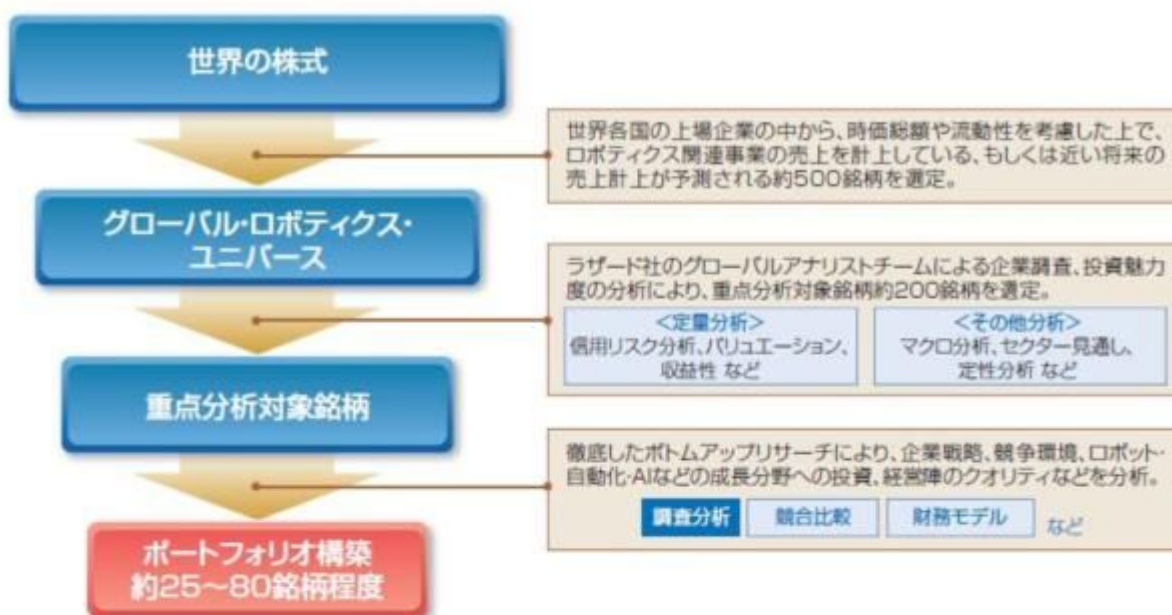 世界の株式
世界各国の上場企業の中から、時価総額や流動性を考慮した上で、
ロボティクス関連事業の売上を計上している、もしくは近い将来の
売上計上が予測される約500銘柄を選定。
グローバル・ロボティクス・
ユニバース
ラザード社のグローバルアナリストチームによる企業調査、投資魅力
度の分析により、重点分析対象銘柄約200銘柄を選定。
<定量分析>
信用リスク分析、バリュエーション、
収益性 など
<その他分析>
マクロ分析、セクター見通し、
定性分析 など
重点分析対象銘柄
徹底したボトムアップリサーチにより、企業戦略、競争環境、ロボット・
自動化・AIなどの成長分野への投資、経営陣のクオリティなどを分析。
調査分析
競合比較
財務モデル
など
ポートフォリオ構築
約25～80銘柄程度